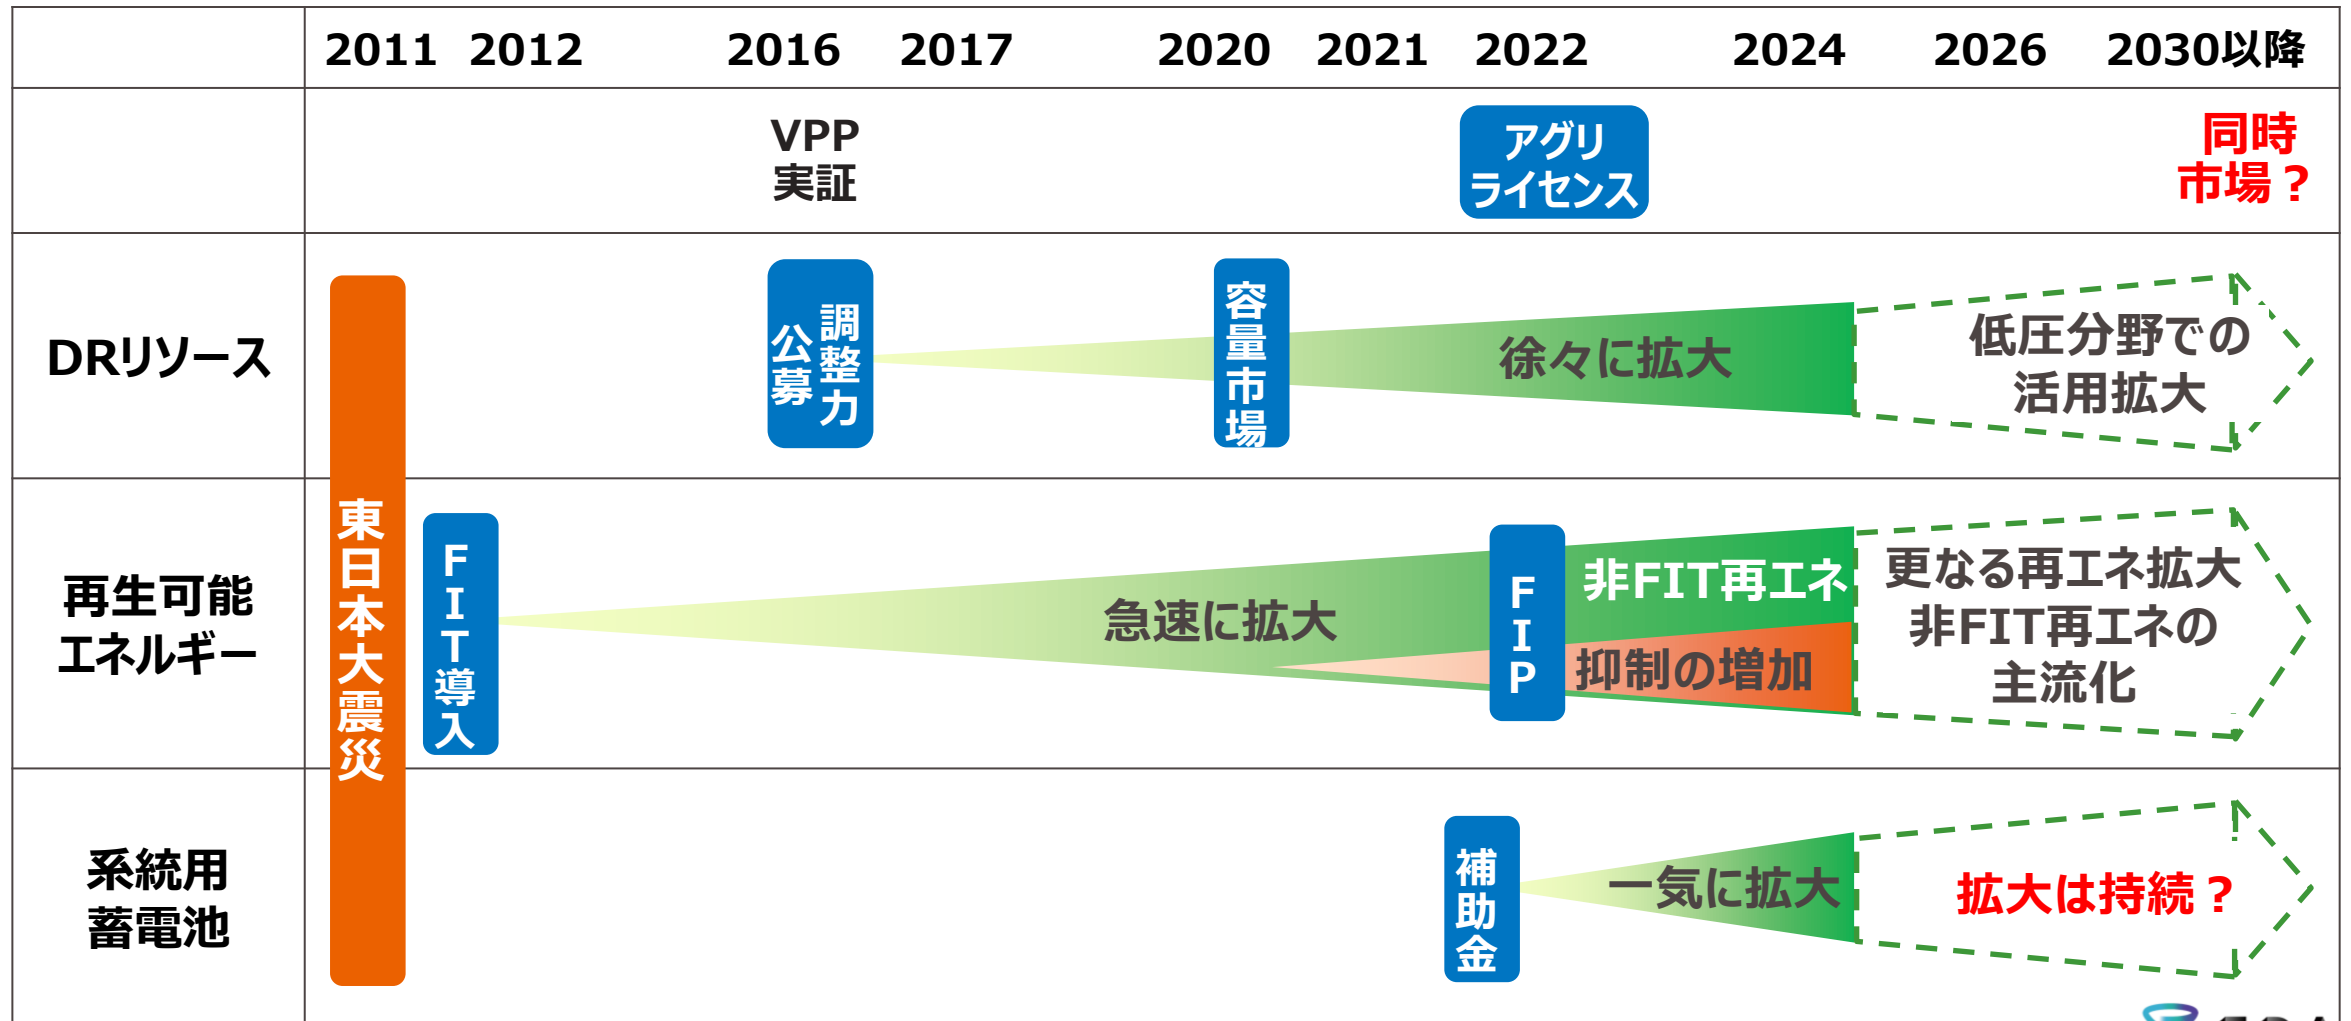 2011 2012 2016 2017 2020 2021 2022 2024 2026 2030以降
VPP
実証
アグリ
ライセンス
同時
市場？
DRリソース
調整力
公募
容量市場
徐々に拡大
低圧分野での
活用拡大
東日本大震災
再生可能
エネルギー
FIT導入
急速に拡大
FIP
非FIT再エネ
抑制の増加
更なる再エネ拡大
非FIT再エネの
主流化
系統用
蓄電池
補助金
一気に拡大
拡大は持続？